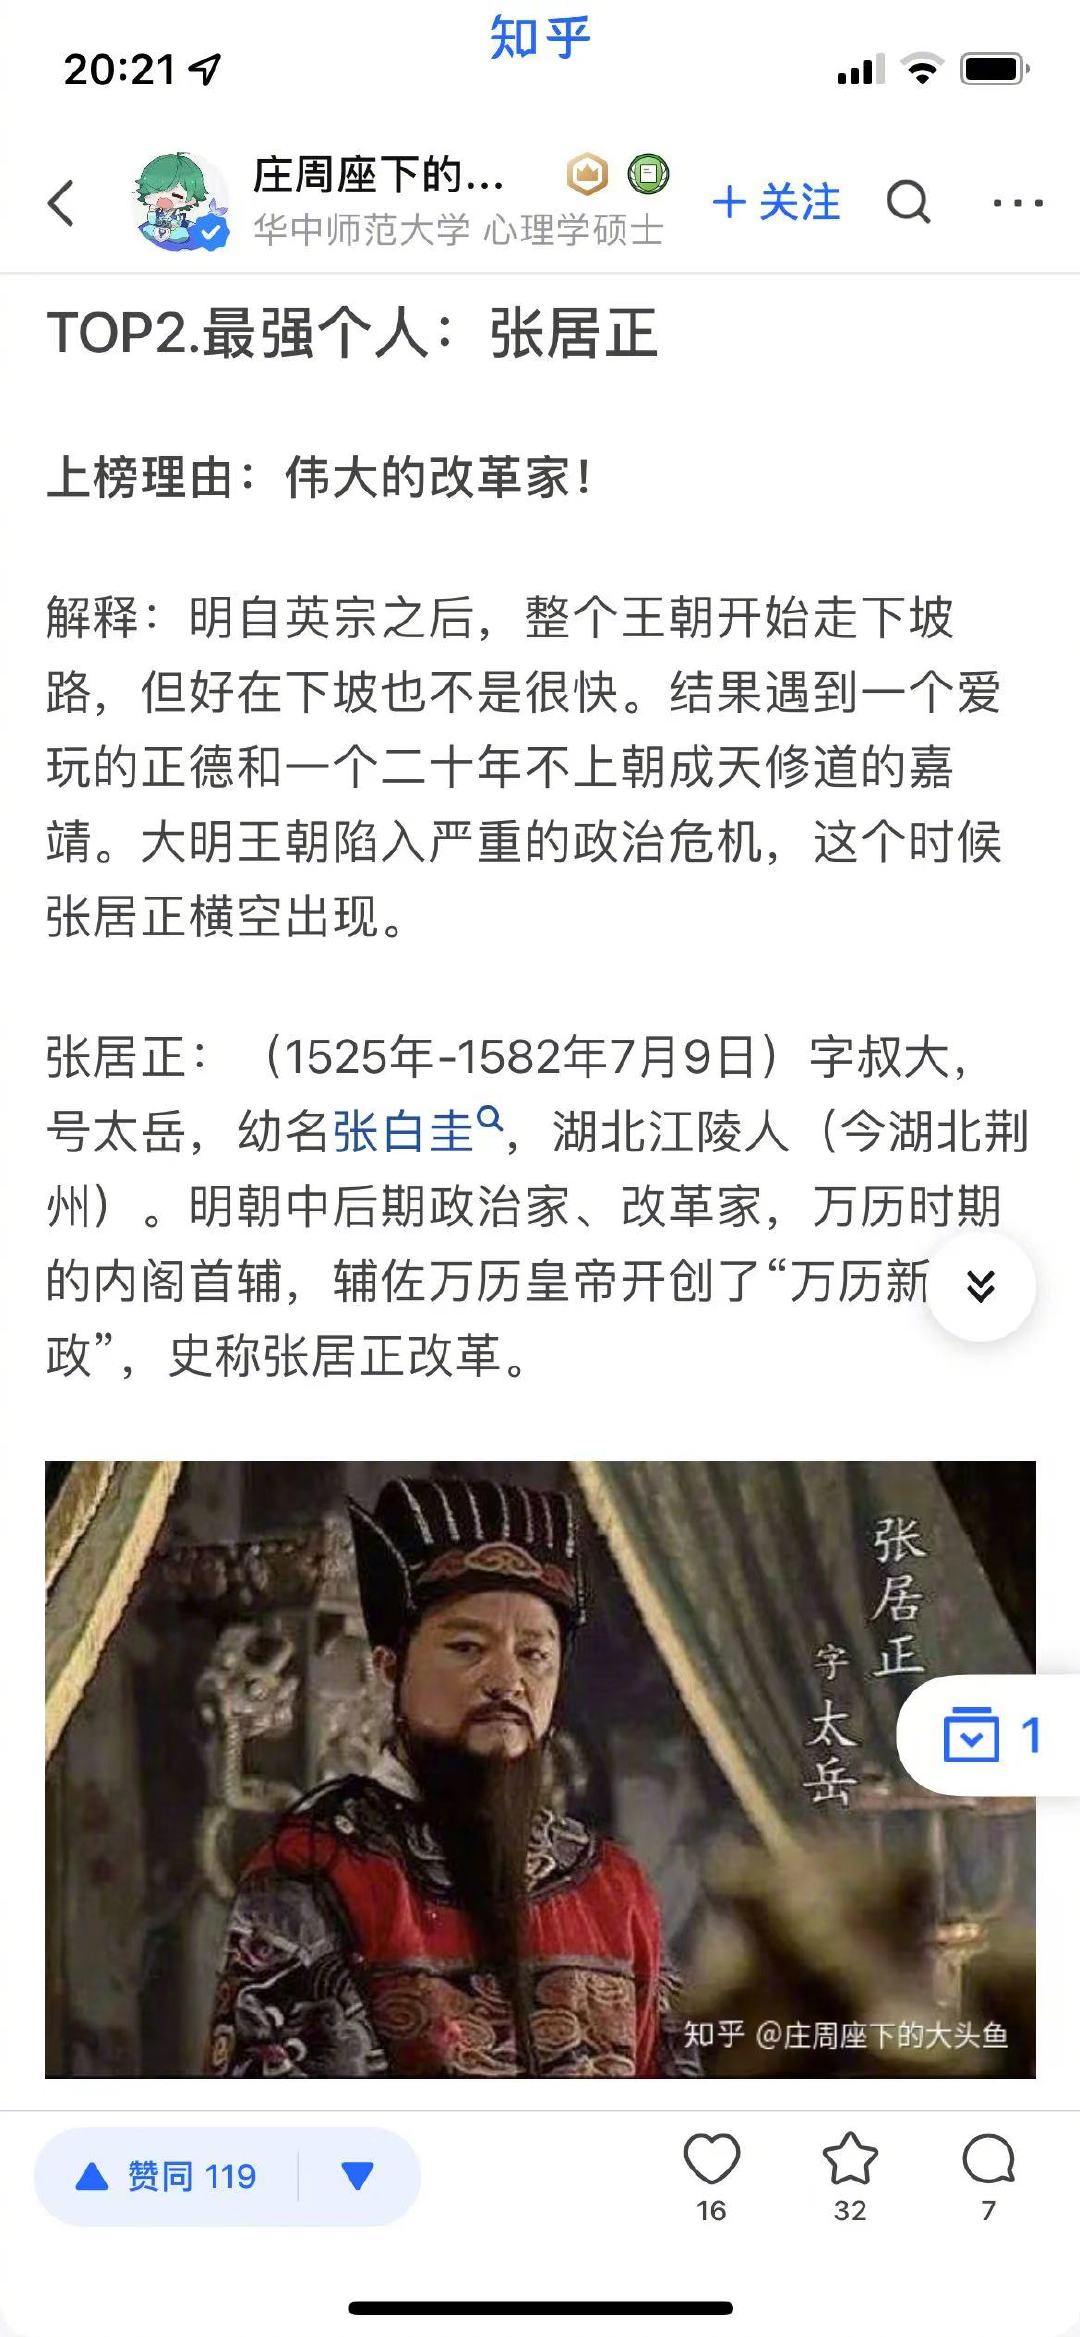 知乎
20:21
庄周座下的...
华中师范大学 心理学硕士
+ 关注
TOP2.最强个人：张居正
上榜理由：伟大的改革家！
解释：明自英宗之后，整个王朝开始走下坡
路，但好在下坡也不是很快。结果遇到一个爱
玩的正德和一个二十年不上朝成天修道的嘉
靖。大明王朝陷入严重的政治危机，这个时候
张居正横空出现。
张居正：（1525年-1582年7月9日）字叔大，
号太岳，幼名张白圭，湖北江陵人（今湖北荆
州）。明朝中后期政治家、改革家，万历时期
的内阁首辅，辅佐万历皇帝开创了“万历新
政”，史称张居正改革。
张居正
字太岳
1
知乎 @庄周座下的大头鱼
赞同 119
16
32
7